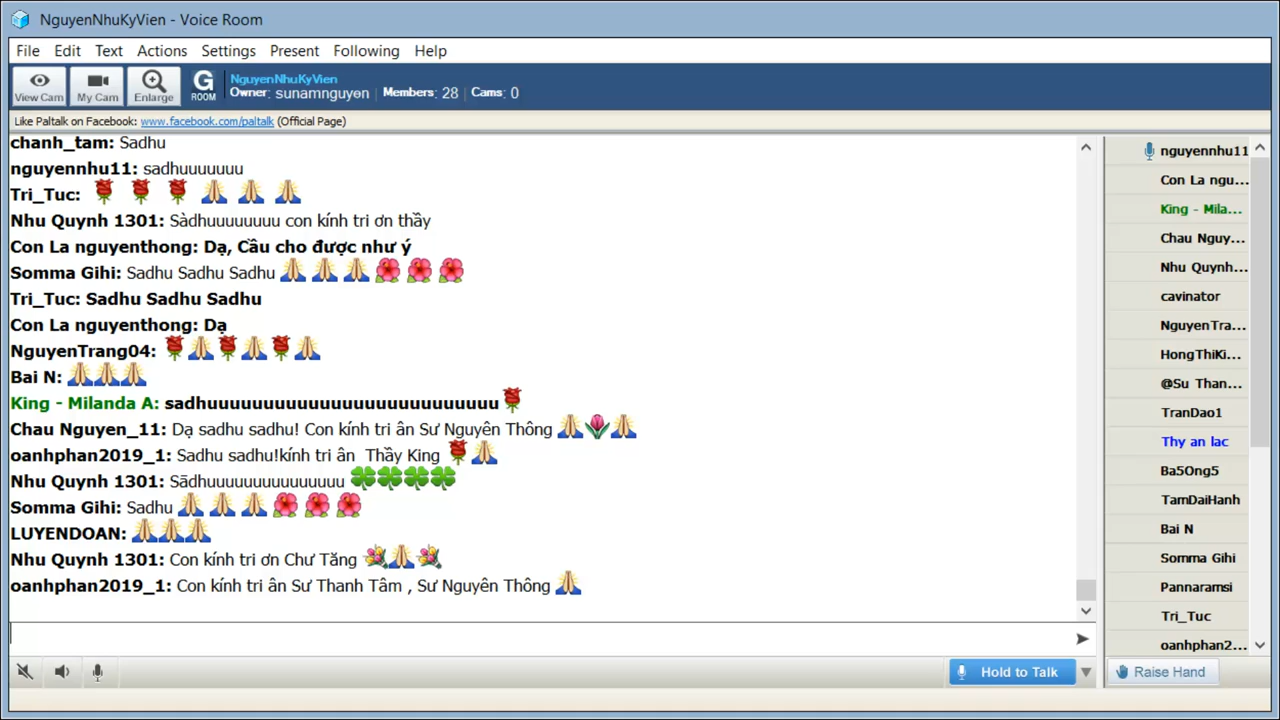 NguyenNhuKyVien - Voice Room
File Edit Text Actions Settings Present Following Help
View Cam My Cam Enlarge G ROOM
NguyenNhuKyVien
Owner: sunamnguyen | Members: 28 | Cams: 0
Like Paltalk on Facebook: www.facebook.com/paltalk (Official Page)
chanh_tam: Sadhu
nguyennhu11: sadhuuuuuuu
Tri_Tuc: 🌹 🌹 🌹 🙏 🙏 🙏
Nhu Quynh 1301: Sàdhuuuuuuuu con kính tri ơn thầy
Con La nguyenthong: Dạ, Cầu cho được như ý
Somma Gihi: Sadhu Sadhu Sadhu 🙏 🙏 🙏 🌺 🌺 🌺
Tri_Tuc: Sadhu Sadhu Sadhu
Con La nguyenthong: Dạ
NguyenTrang04: 🌹🙏🌹🙏🌹🙏
Bai N: 🙏🙏🙏
King - Milanda A: sadhuuuuuuuuuuuuuuuuuuuuuuuuuu🌹
Chau Nguyen_11: Dạ sadhu sadhu! Con kính tri ân Sư Nguyên Thông 🙏🌷🙏
oanhphan2019_1: Sadhu sadhu!kính tri ân Thầy King 🌹🙏
Nhu Quynh 1301: Sādhuuuuuuuuuuuuuuu 🍀🍀🍀🍀
Somma Gihi: Sadhu 🙏 🙏 🙏 🌺 🌺 🌺
LUYENDOAN: 🙏🙏🙏
Nhu Quynh 1301: Con kính tri ơn Chư Tăng 💐🙏💐
oanhphan2019_1: Con kính tri ân Sư Thanh Tâm , Sư Nguyên Thông 🙏
nguyennhu11
Con La ngu...
King - Mila...
Chau Nguy...
Nhu Quynh...
cavinator
NguyenTra...
HongThiKi...
@Su Than...
TranDao1
Thy an lac
Ba5Ong5
TamDaiHanh
Bai N
Somma Gihi
Pannaramsi
Tri_Tuc
oanhphan2...
Hold to Talk
Raise Hand